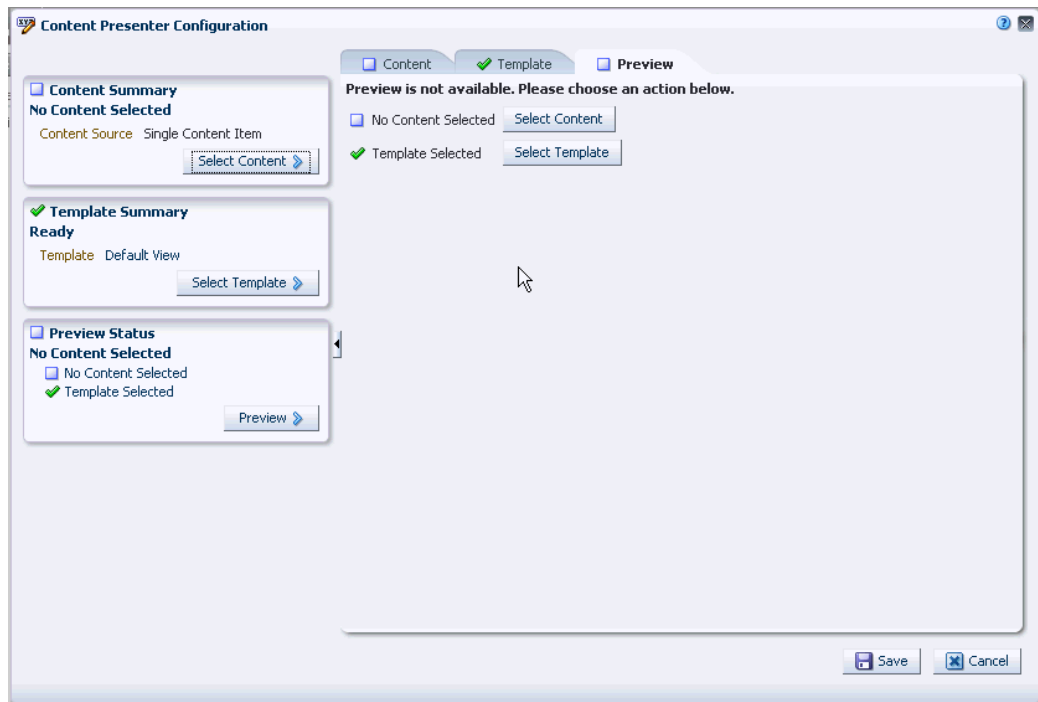 Content Presenter Configuration
Content Template Preview
Content Summary
No Content Selected
Content Source Single Content Item
Select Content
Template Summary
Ready
Template Default View
Select Template
Preview Status
No Content Selected
No Content Selected
Template Selected
Preview
Preview is not available. Please choose an action below.
No Content Selected Select Content
Template Selected Select Template
Save Cancel